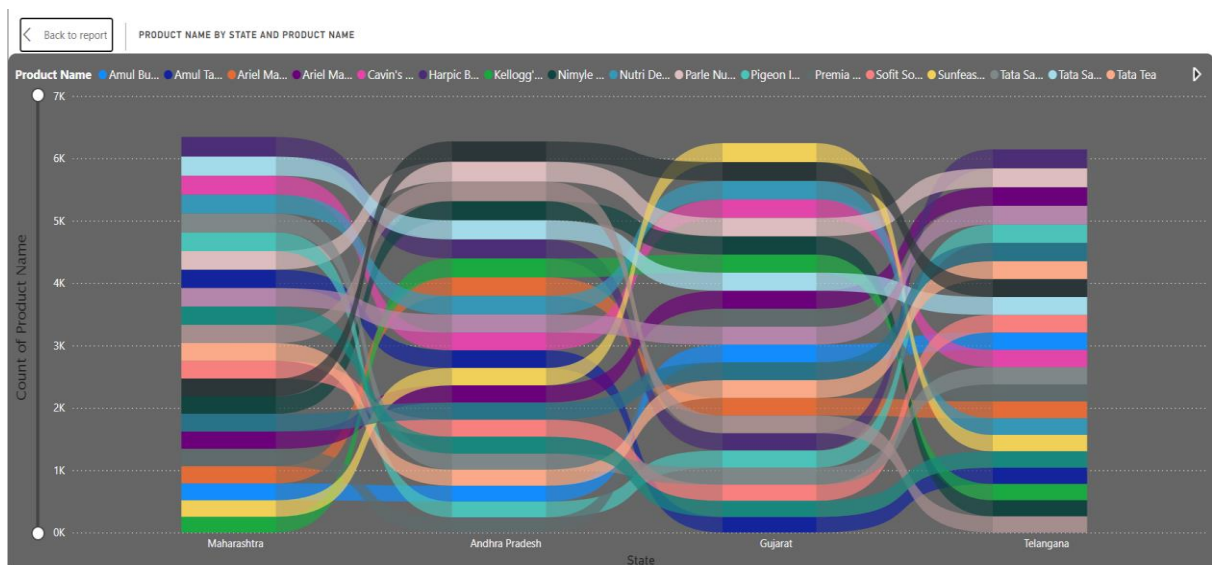 Back to report
PRODUCT NAME BY STATE AND PRODUCT NAME
Product Name Amul Bu... Amul Ta... Ariel Ma... Ariel Ma... Cavin's ... Harpic B... Kellogg'... Nimyle ... Nutri De... Parle Nu... Pigeon I... Premia ... Sofit So... Sunfeas... Tata Sa... Tata Sa... Tata Tea
7K
6K
5K
4K
3K
2K
1K
0K
Count of Product Name
Maharashtra Andhra Pradesh Gujarat Telangana
State